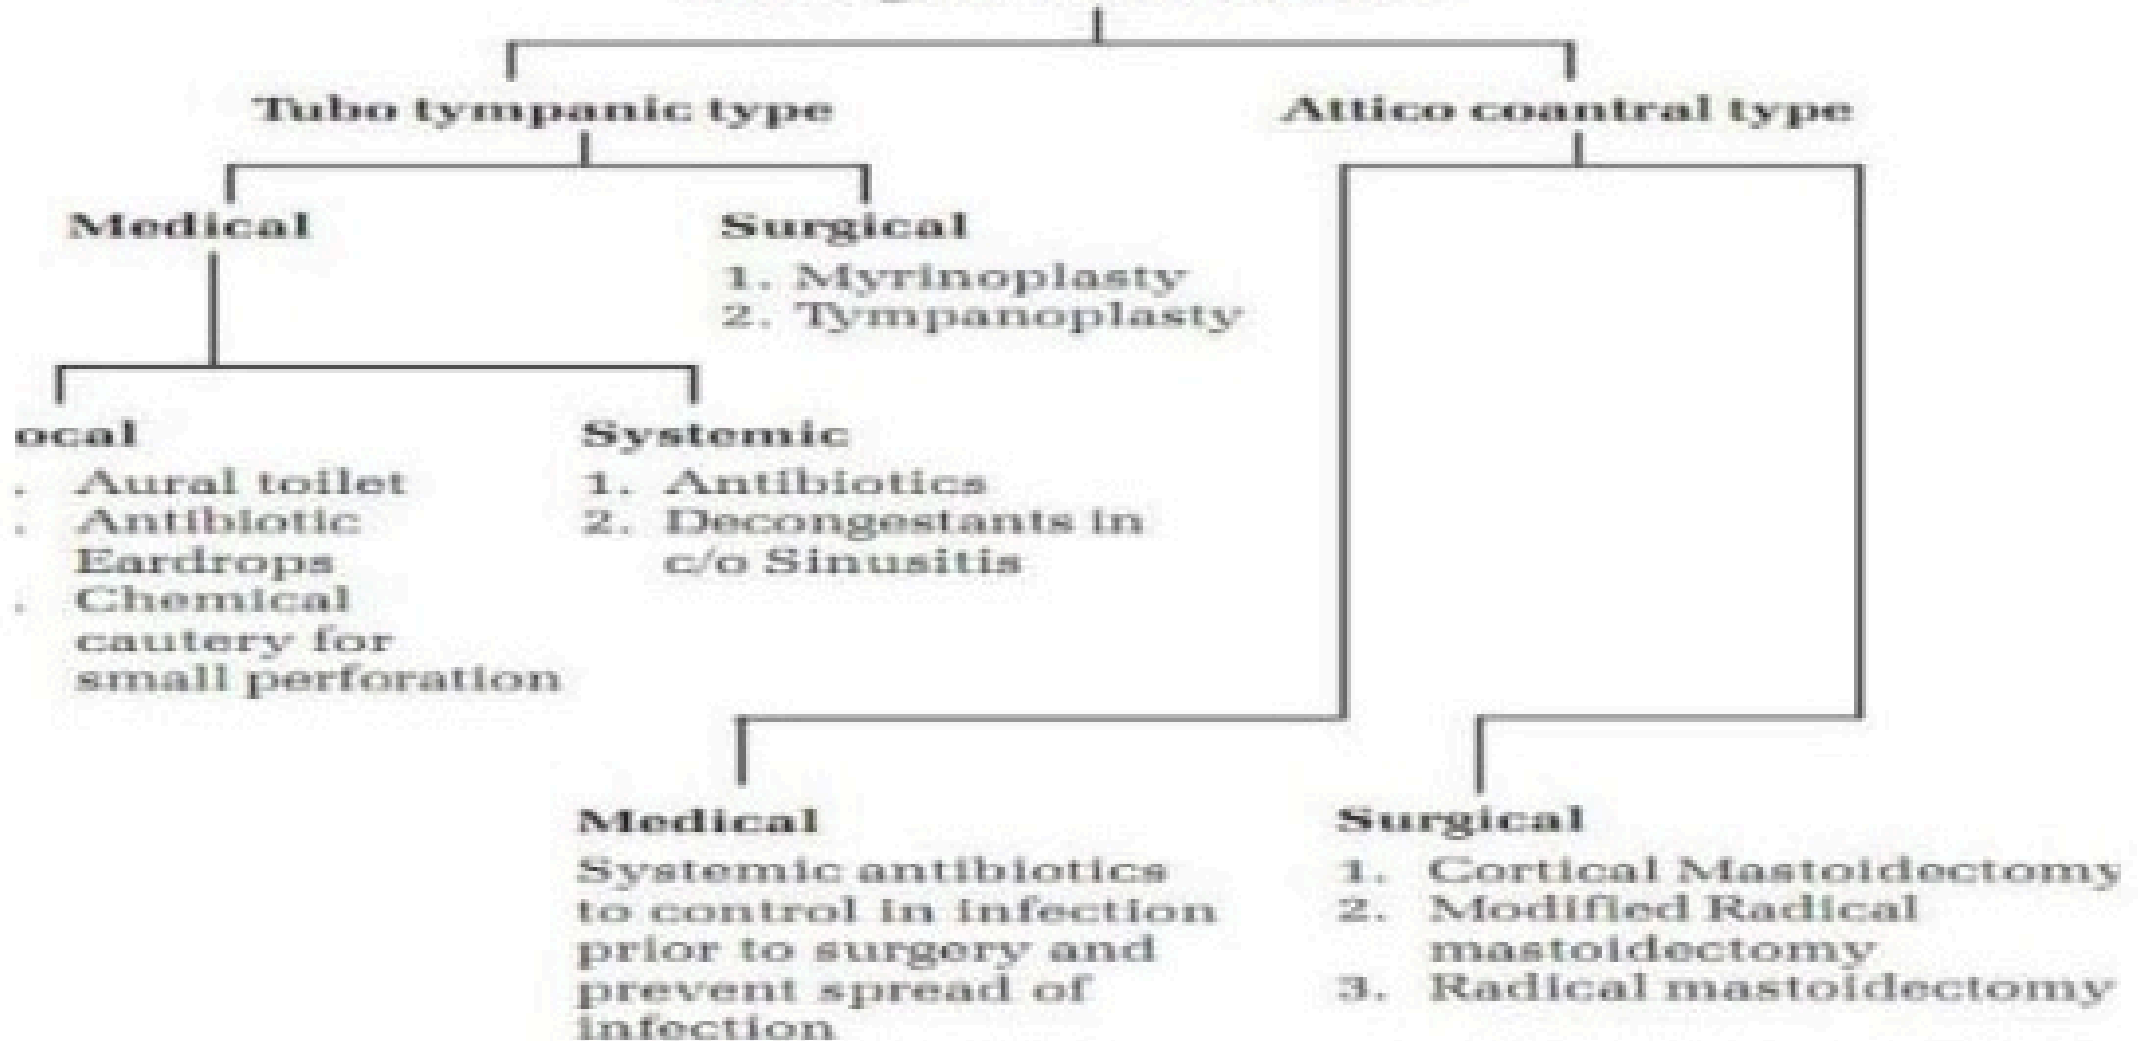 Tubo tympanic type
Attico coantral type
Medical
Surgical
1. Myrinoplasty
2. Tympanoplasty
ocal
. Aural toilet
. Antibiotic
Eardrops
. Chemical
cautery for
small perforation
Systemic
1. Antibiotics
2. Decongestants in
c/o Sinusitis
Medical
Systemic antibiotics
to control in infection
prior to surgery and
prevent spread of
infection
Surgical
1. Cortical Mastoidectomy
2. Modified Radical
mastoidectomy
3. Radical mastoidectomy